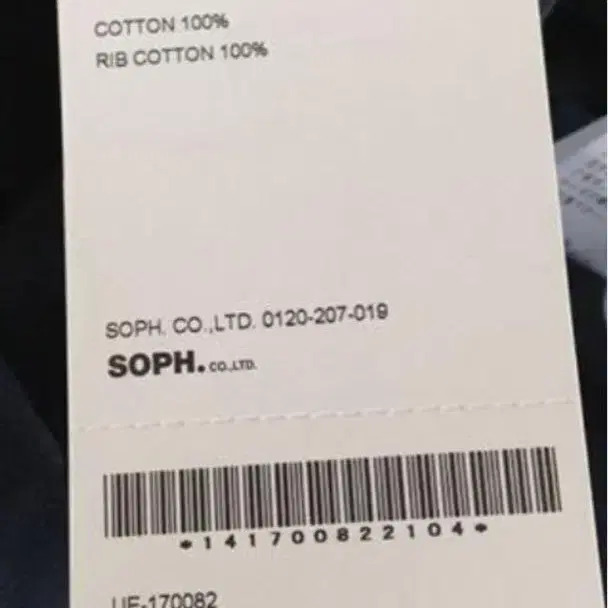 COTTON 100%
RIB COTTON 100%
SOPH. CO.,LTD. 0120-207-019
SOPH. CO.,LTD.
*141700822104*
UE-170082